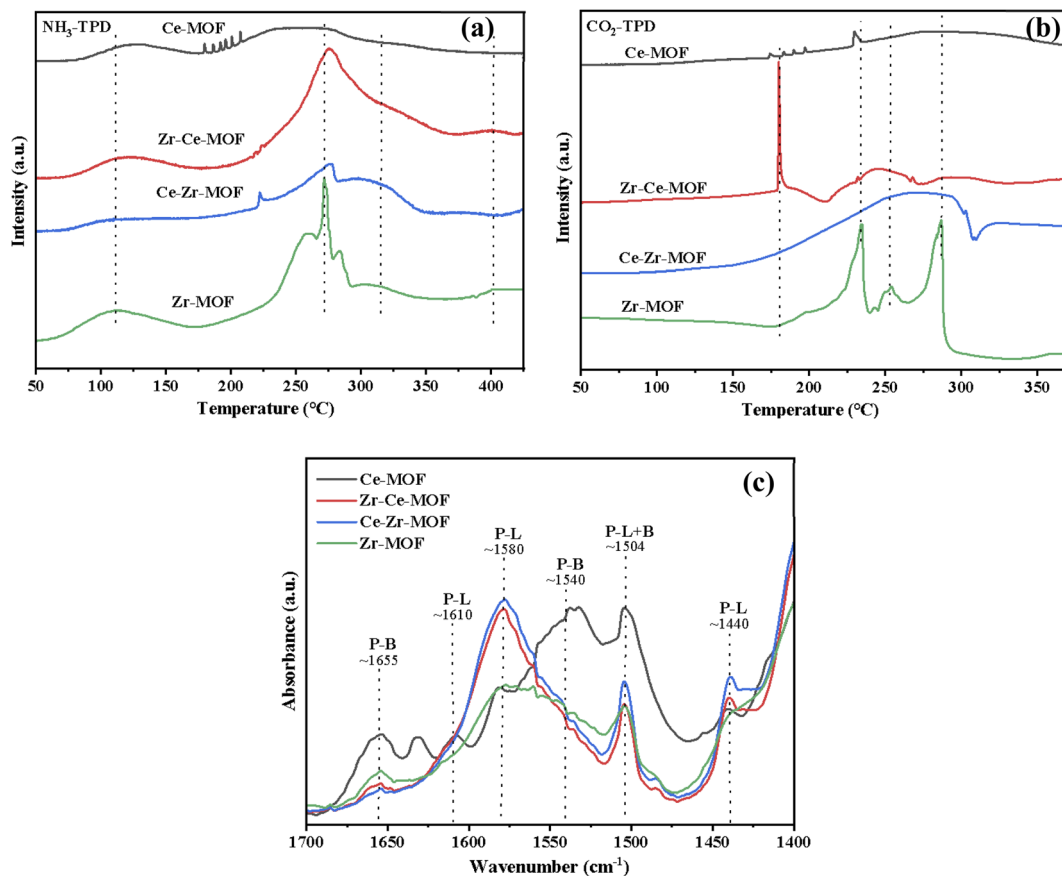 (a)
NH₃-TPD
Ce-MOF
Zr-Ce-MOF
Ce-Zr-MOF
Zr-MOF
Intensity (a.u.)
50 100 150 200 250 300 350 400
Temperature (°C)
(b)
CO₂-TPD
Ce-MOF
Zr-Ce-MOF
Ce-Zr-MOF
Zr-MOF
Intensity (a.u.)
50 100 150 200 250 300 350
Temperature (°C)
(c)
Ce-MOF
Zr-Ce-MOF
Ce-Zr-MOF
Zr-MOF
P-B
~1655
P-L
~1610
P-L
~1580
P-B
~1540
P-L+B
~1504
P-L
~1440
Absorbance (a.u.)
1700 1650 1600 1550 1500 1450 1400
Wavenumber (cm⁻¹)